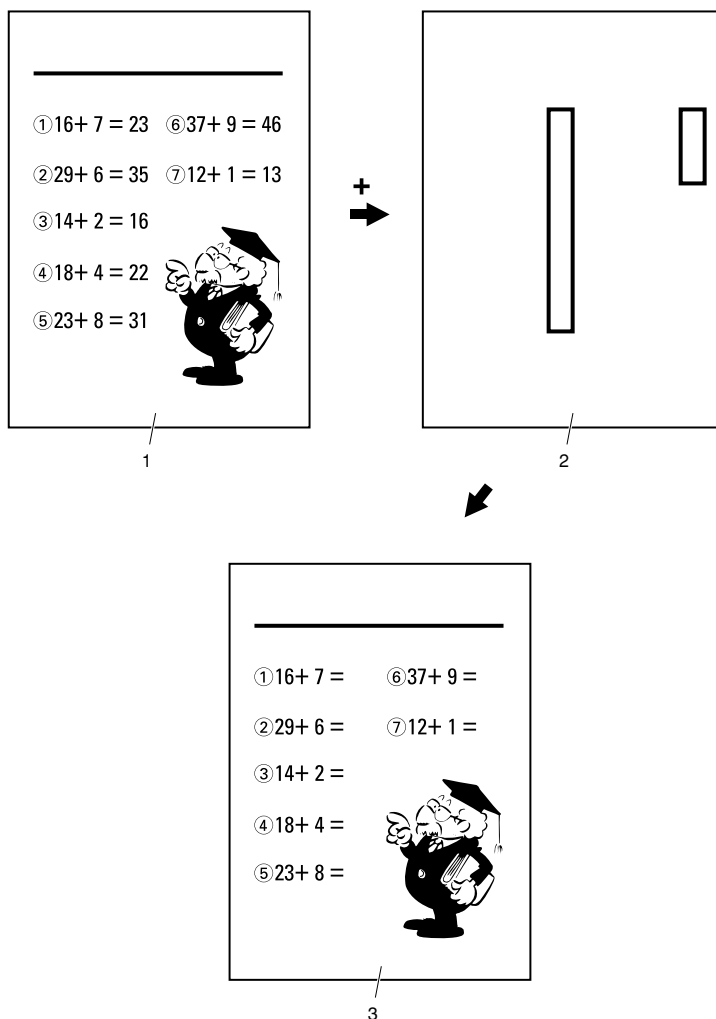 ①16+ 7 = 23 ⑥37+ 9 = 46
②29+ 6 = 35 ⑦12+ 1 = 13
③14+ 2 = 16
④18+ 4 = 22
⑤23+ 8 = 31
1
+
2
①16+ 7 = ⑥37+ 9 =
②29+ 6 = ⑦12+ 1 =
③14+ 2 =
④18+ 4 =
⑤23+ 8 =
3